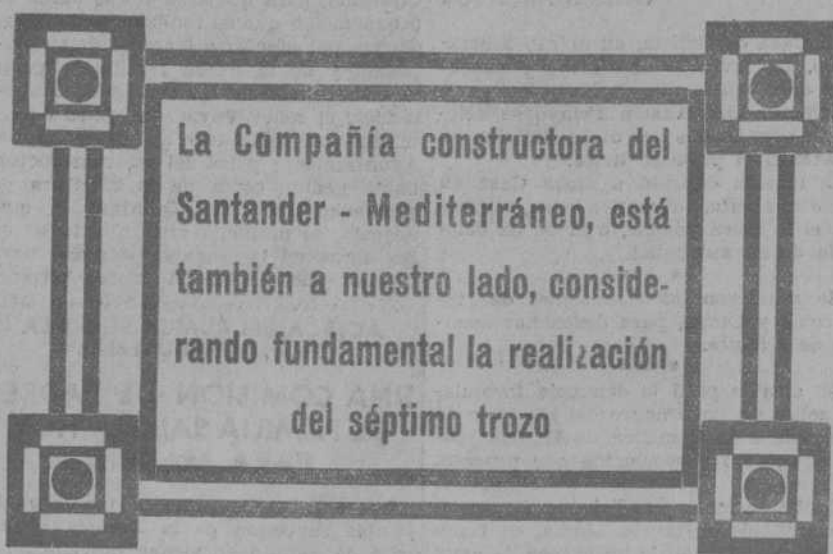 La Compañía constructora del
Santander - Mediterráneo, está
también a nuestro lado, conside-
rando fundamental la realización
del séptimo trozo